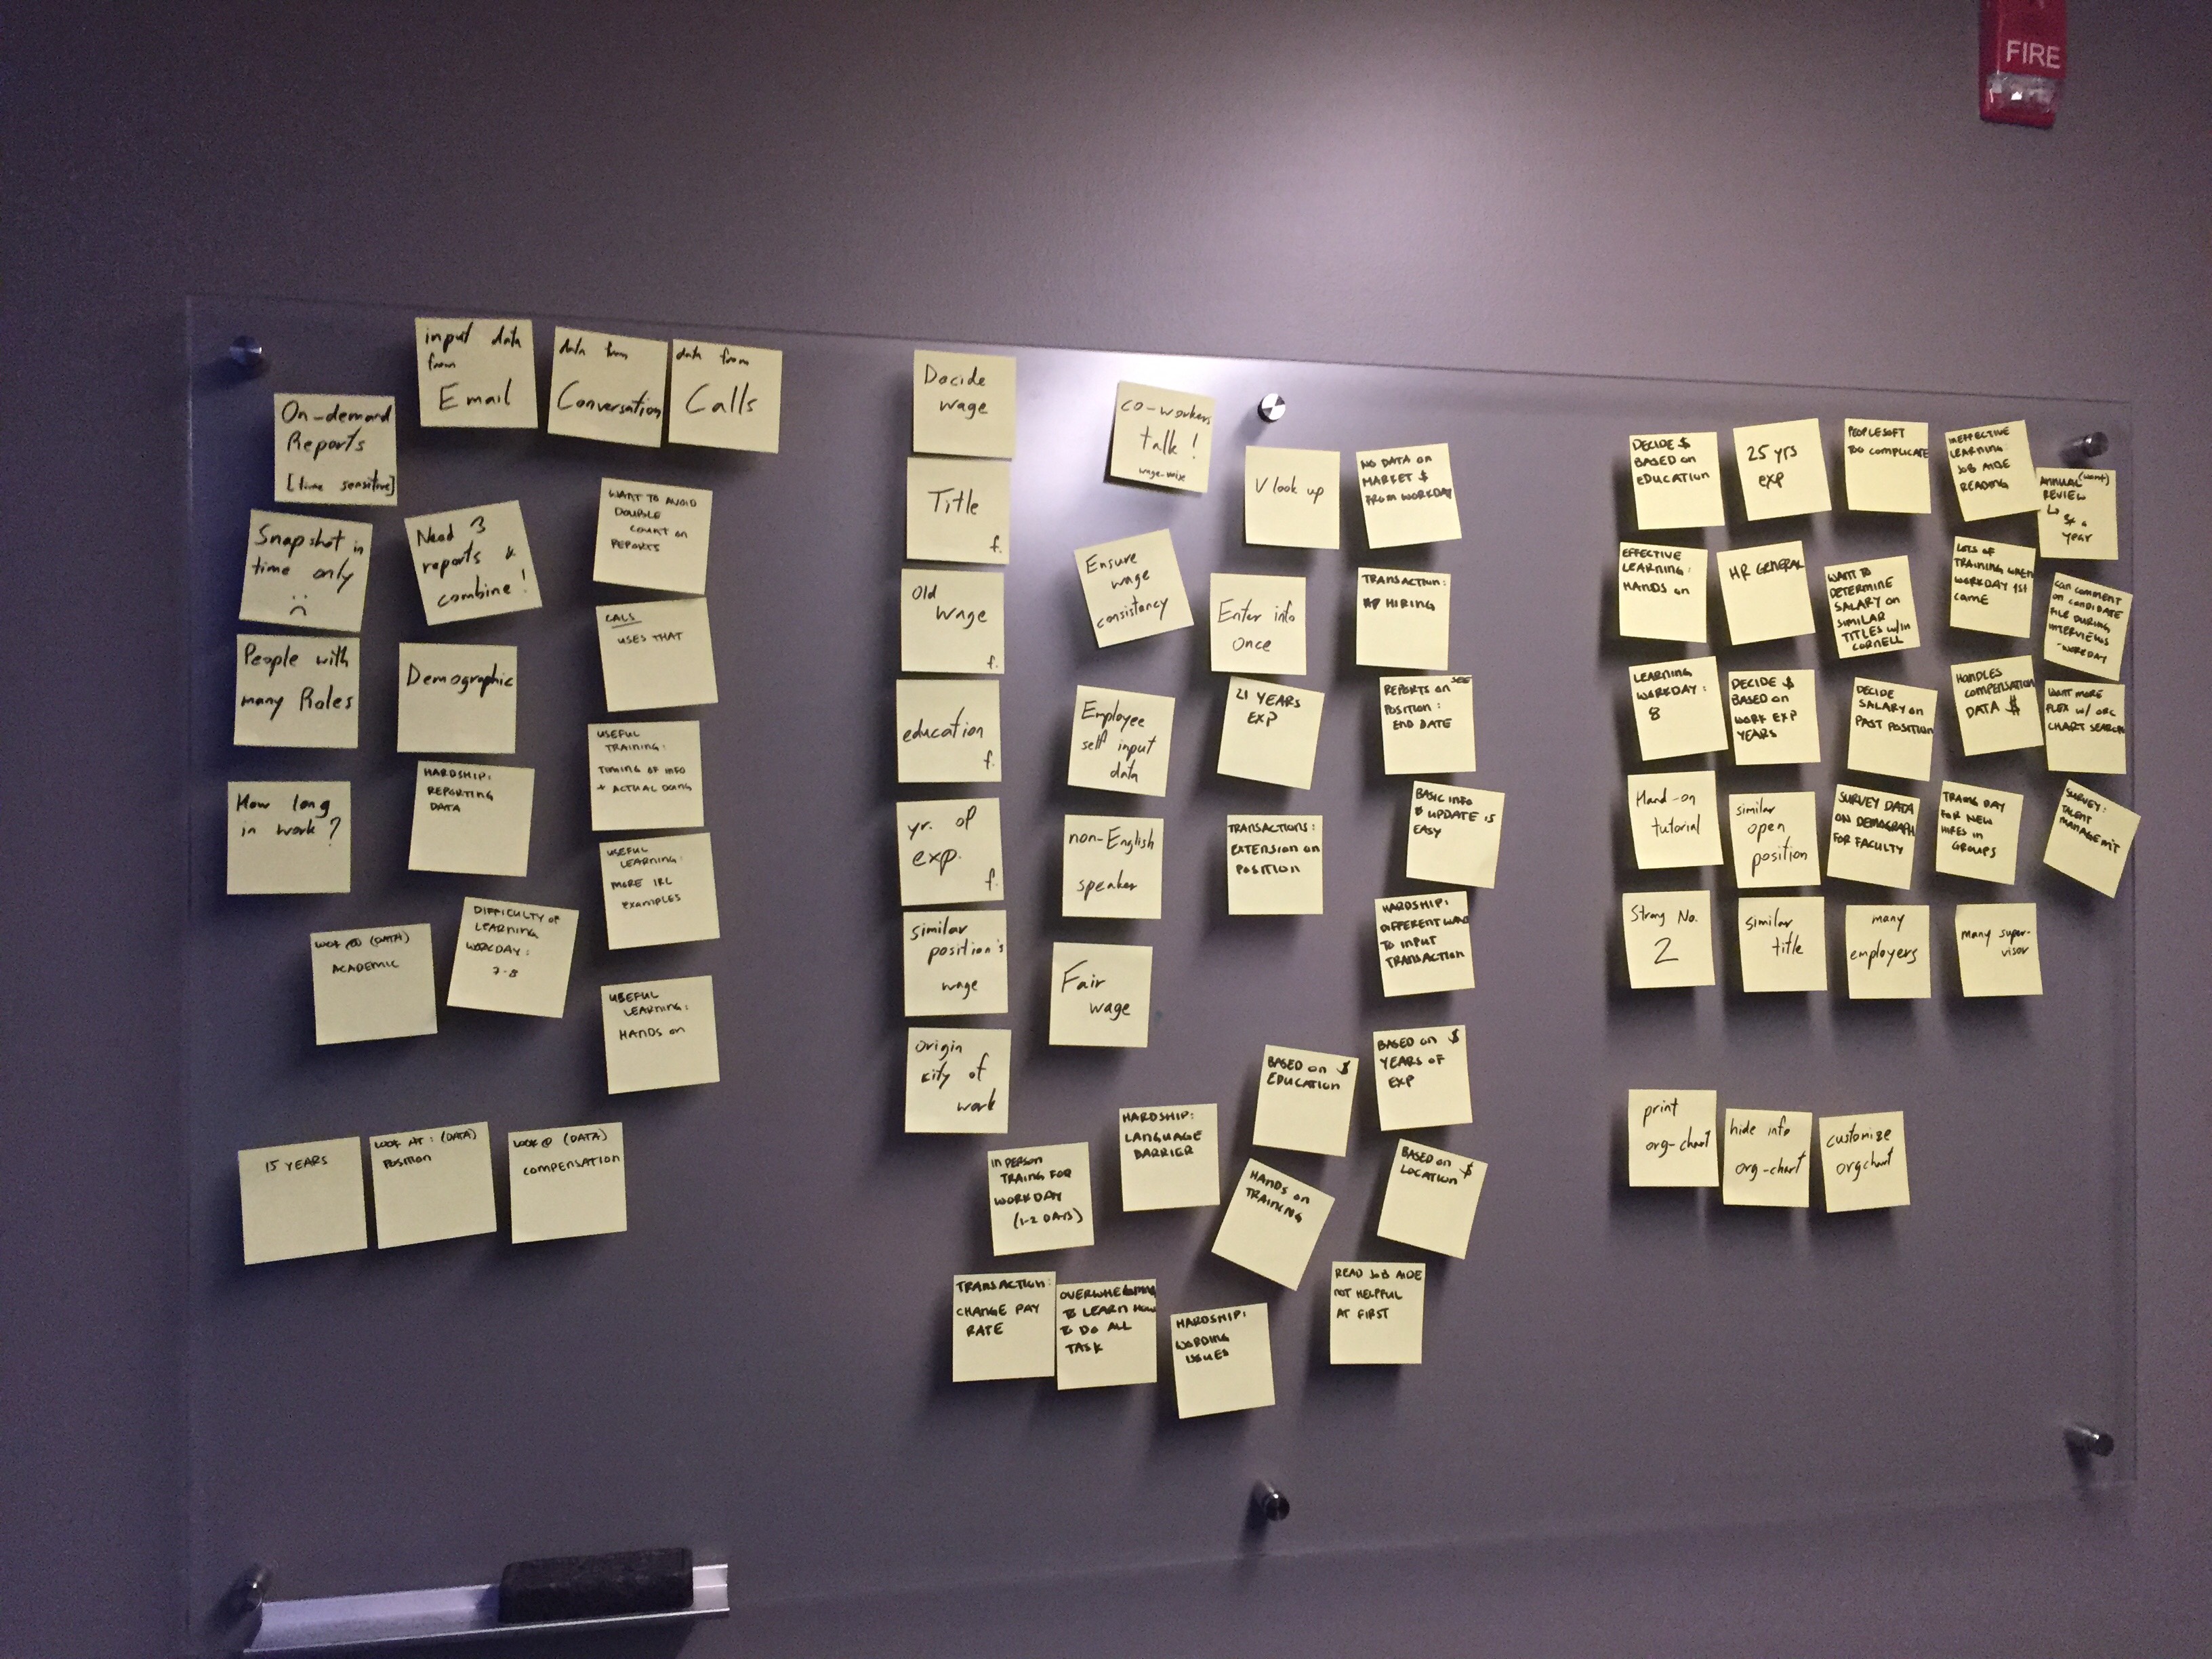 FIRE
input data
from
Email
data from
Conversation
data from
Calls
On-demand
Reports
[time sensitive]
Snapshot in
time only
Need 3
reports &
combine!
WANT TO AVOID
DOUBLE
COUNT ON
REPORTS
People with
many Roles
Demographic
CALS
USES THAT
How long
in work?
HARDSHIP:
REPORTING
DATA
USEFUL
TRAINING:
TIMING OF INFO
+ ACTUAL DOING
USEFUL
LEARNING:
MORE IRL
EXAMPLES
LOOK @ (DATA)
ACADEMIC
DIFFICULTY OF
LEARNING
WORKDAY:
7-8
USEFUL
LEARNING:
HANDS ON
15 YEARS
LOOK AT: (DATA)
POSITION
LOOK @ (DATA)
COMPENSATION
Decide
wage
Title
f.
Old
wage
f.
education
f.
yr. of
exp.
f.
similar
position's
wage
origin
city of
work
co-workers
talk!
wage-wise
Ensure
wage
consistency
Employee
self input
data
non-English
speaker
Fair
wage
V look up
Enter info
once
21 YEARS
EXP
TRANSACTIONS:
EXTENSION ON
POSITION
NO DATA ON
MARKET $
FROM WORKDAY
TRANSACTION:
HIRING
REPORTS ON SEE
POSITION:
END DATE
BASIC INFO
UPDATE IS
EASY
HARDSHIP:
DIFFERENT WAYS
TO INPUT
TRANSACTION
BASED ON $
EDUCATION
BASED ON $
YEARS OF
EXP
HARDSHIP:
LANGUAGE
BARRIER
IN PERSON
TRAING FOR
WORKDAY
(1-2 DAYS)
HANDS ON
TRAINING
BASED ON $
LOCATION
TRANSACTION:
CHANGE PAY
RATE
OVERWHELMING
TO LEARN HOW
TO DO ALL
TASK
HARDSHIP:
WORDING
ISSUES
READ JOB AIDE
NOT HELPFUL
AT FIRST
DECIDE $
BASED ON
EDUCATION
25 yrs
exp
PEOPLESOFT
TOO COMPLICATE
INEFFECTIVE
LEARNING:
JOB AIDE
READING
ANNUAL (want)
REVIEW
year
EFFECTIVE
LEARNING:
HANDS ON
HR GENERAL
WANT TO
DETERMINE
SALARY ON
SIMILAR
TITLES W/IN
CORNELL
LOTS OF
TRAINING WHEN
WORKDAY 1ST
CAME
CAN COMMENT
ON CANDIDATE
FILE DURING
INTERVIEWS
-WORKDAY
LEARNING
WORKDAY:
8
DECIDE $
BASED ON
WORK EXP
YEARS
DECIDE
SALARY ON
PAST POSITION
HANDLES
COMPENSATION
DATA $
WANT MORE
FLEX W/ ORG
CHART SEARCH
Hand-on
tutorial
similar
open
position
SURVEY DATA
ON DEMOGRAPH
FOR FACULTY
TRAING DAY
FOR NEW
HIRES IN
GROUPS
SURVEY:
TALENT
MANAGEM'T
Strong No.
2
similar
title
many
employers
many super-
visor
print
org-chart
hide info
org-chart
customize
orgchart